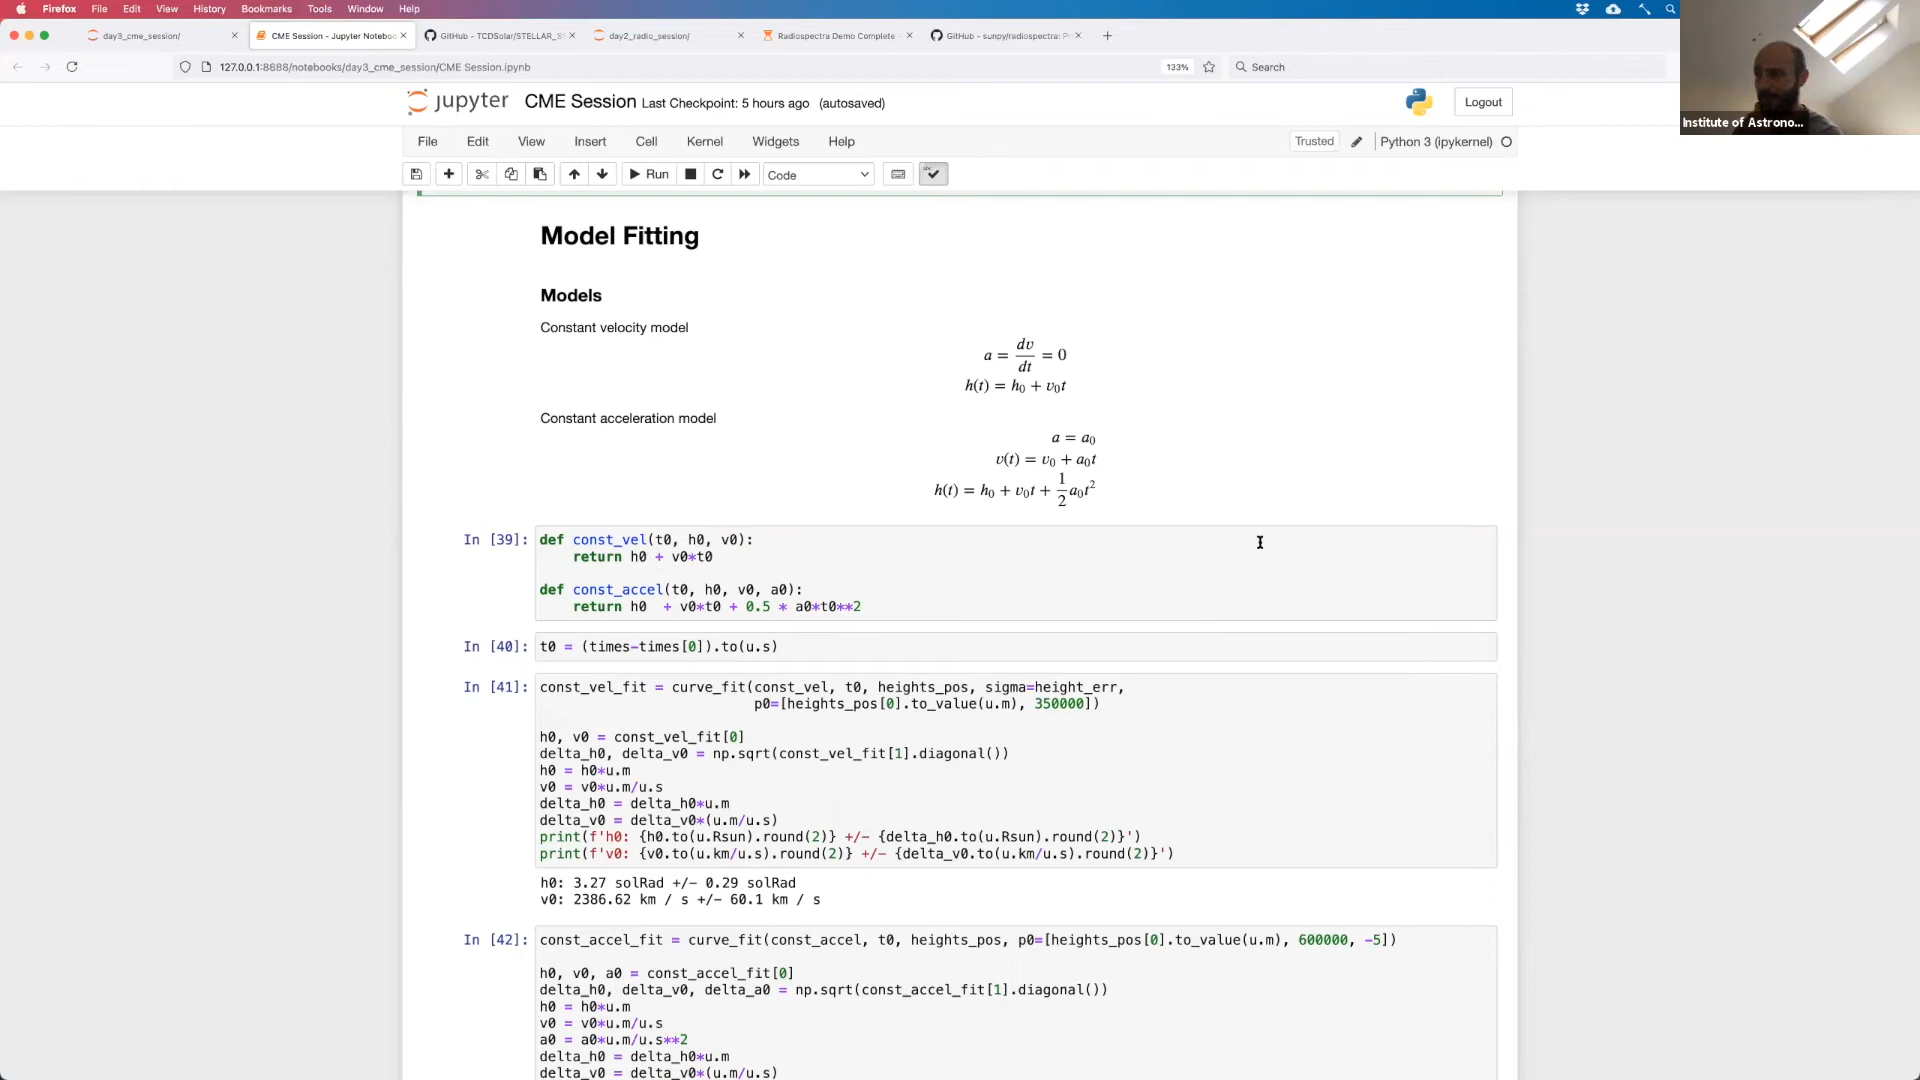 Firefox File Edit View History Bookmarks Tools Window Help
day3_cme_session/ CME Session - Jupyter Noteboo GitHub - TCDSolar/STELLAR_S day2_radio_session/ Radiospectra Demo Complete - GitHub - sunpy/radiospectra:
127.0.0.1:8888/notebooks/day3_cme_session/CME Session.ipynb 133% Search
Institute of Astrono...
jupyter CME Session Last Checkpoint: 5 hours ago (autosaved) Logout
File Edit View Insert Cell Kernel Widgets Help Trusted Python 3 (ipykernel)
Run Code
Model Fitting
Models
Constant velocity model
a = dv/dt = 0
h(t) = h₀ + v₀t
Constant acceleration model
a = a₀
v(t) = v₀ + a₀t
h(t) = h₀ + v₀t + 1/2 a₀t²
In [39]: def const_vel(t0, h0, v0):
return h0 + v0*t0
def const_accel(t0, h0, v0, a0):
return h0  + v0*t0 + 0.5 * a0*t0**2
In [40]: t0 = (times-times[0]).to(u.s)
In [41]: const_vel_fit = curve_fit(const_vel, t0, heights_pos, sigma=height_err,
p0=[heights_pos[0].to_value(u.m), 350000])
h0, v0 = const_vel_fit[0]
delta_h0, delta_v0 = np.sqrt(const_vel_fit[1].diagonal())
h0 = h0*u.m
v0 = v0*u.m/u.s
delta_h0 = delta_h0*u.m
delta_v0 = delta_v0*(u.m/u.s)
print(f'h0: {h0.to(u.Rsun).round(2)} +/- {delta_h0.to(u.Rsun).round(2)}')
print(f'v0: {v0.to(u.km/u.s).round(2)} +/- {delta_v0.to(u.km/u.s).round(2)}')
h0: 3.27 solRad +/- 0.29 solRad
v0: 2386.62 km / s +/- 60.1 km / s
In [42]: const_accel_fit = curve_fit(const_accel, t0, heights_pos, p0=[heights_pos[0].to_value(u.m), 600000, -5])
h0, v0, a0 = const_accel_fit[0]
delta_h0, delta_v0, delta_a0 = np.sqrt(const_accel_fit[1].diagonal())
h0 = h0*u.m
v0 = v0*u.m/u.s
a0 = a0*u.m/u.s**2
delta_h0 = delta_h0*u.m
delta_v0 = delta_v0*(u.m/u.s)